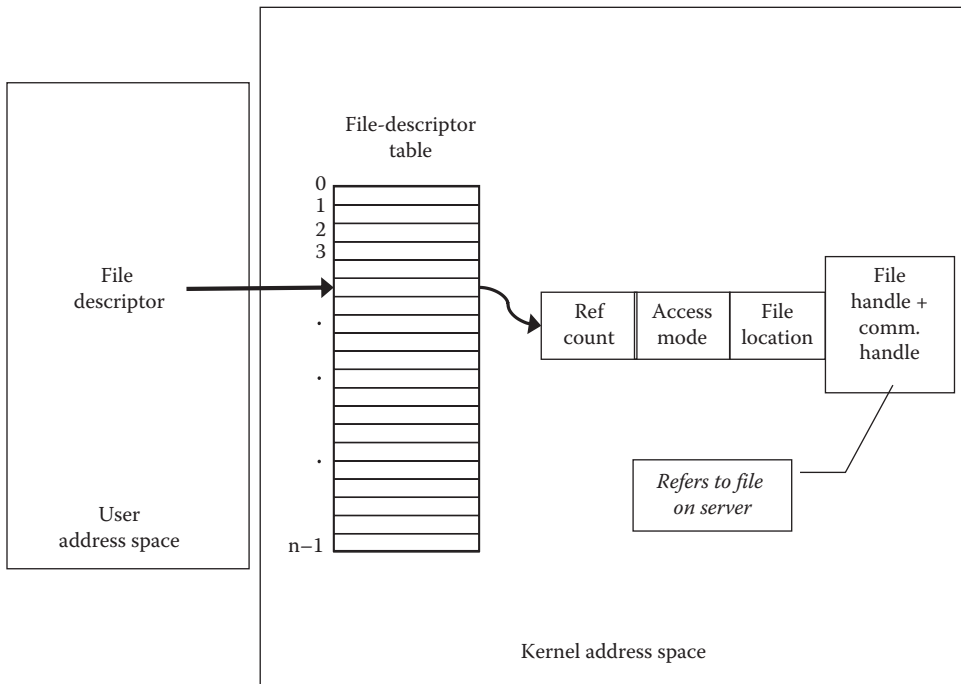 File-descriptor
table
0
1
2
3
.
.
.
n–1
File
descriptor
User
address space
Ref
count
Access
mode
File
location
File
handle +
comm.
handle
Refers to file
on server
Kernel address space